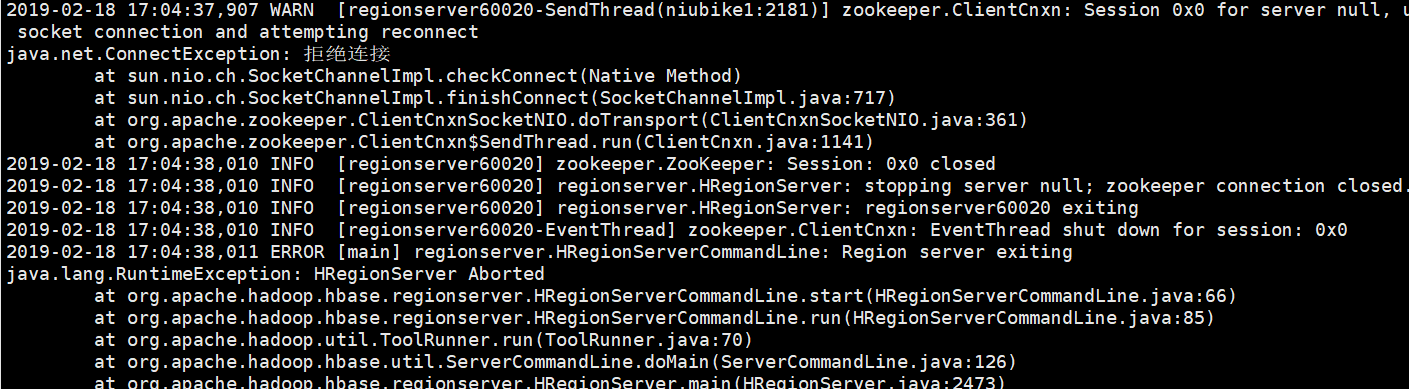 2019-02-18 17:04:37,907 WARN  [regionserver60020-SendThread(niubike1:2181)] zookeeper.ClientCnxn: Session 0x0 for server null, u
 socket connection and attempting reconnect
java.net.ConnectException: 拒绝连接
        at sun.nio.ch.SocketChannelImpl.checkConnect(Native Method)
        at sun.nio.ch.SocketChannelImpl.finishConnect(SocketChannelImpl.java:717)
        at org.apache.zookeeper.ClientCnxnSocketNIO.doTransport(ClientCnxnSocketNIO.java:361)
        at org.apache.zookeeper.ClientCnxn$SendThread.run(ClientCnxn.java:1141)
2019-02-18 17:04:38,010 INFO  [regionserver60020] zookeeper.ZooKeeper: Session: 0x0 closed
2019-02-18 17:04:38,010 INFO  [regionserver60020] regionserver.HRegionServer: stopping server null; zookeeper connection closed.
2019-02-18 17:04:38,010 INFO  [regionserver60020] regionserver.HRegionServer: regionserver60020 exiting
2019-02-18 17:04:38,010 INFO  [regionserver60020-EventThread] zookeeper.ClientCnxn: EventThread shut down for session: 0x0
2019-02-18 17:04:38,011 ERROR [main] regionserver.HRegionServerCommandLine: Region server exiting
java.lang.RuntimeException: HRegionServer Aborted
        at org.apache.hadoop.hbase.regionserver.HRegionServerCommandLine.start(HRegionServerCommandLine.java:66)
        at org.apache.hadoop.hbase.regionserver.HRegionServerCommandLine.run(HRegionServerCommandLine.java:85)
        at org.apache.hadoop.util.ToolRunner.run(ToolRunner.java:70)
        at org.apache.hadoop.hbase.util.ServerCommandLine.doMain(ServerCommandLine.java:126)
        at org.apache.hadoop.hbase.regionserver.HRegionServer.main(HRegionServer.java:2473)